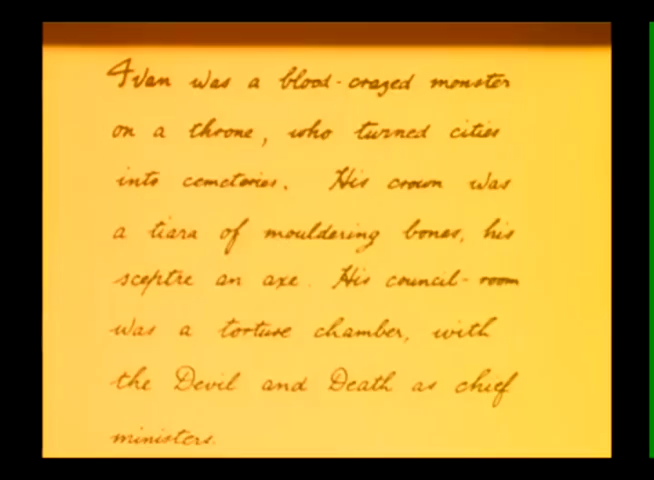 Ivan was a blood-crazed monster
on a throne, who turned cities
into cemeteries. His crown was
a tiara of mouldering bones, his
sceptre an axe. His council-room
was a torture chamber, with
the Devil and Death as chief
ministers.